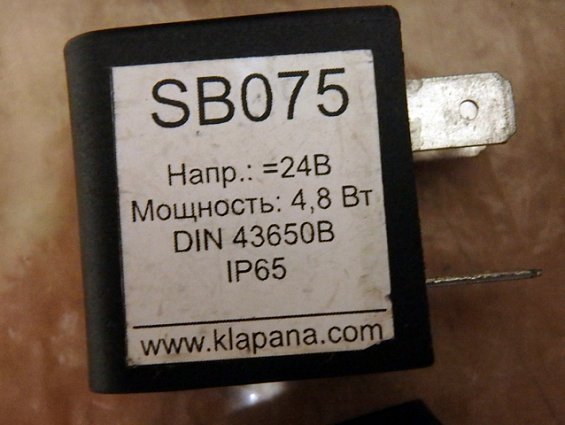 SB075
Напр.: =24В
Мощность: 4,8 Вт
DIN 43650B
IP65
www.klapana.com